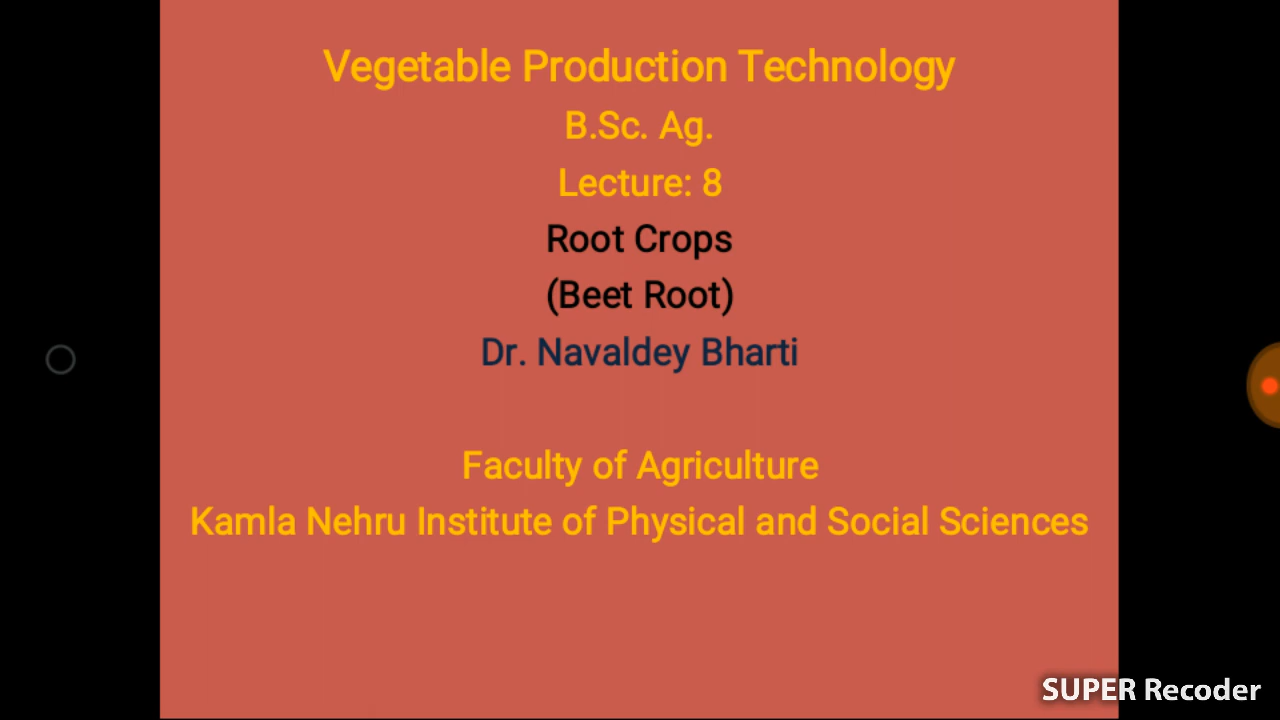 Vegetable Production Technology
B.Sc. Ag.
Lecture: 8
Root Crops
(Beet Root)
Dr. Navaldey Bharti
Faculty of Agriculture
Kamla Nehru Institute of Physical and Social Sciences
SUPER Recoder